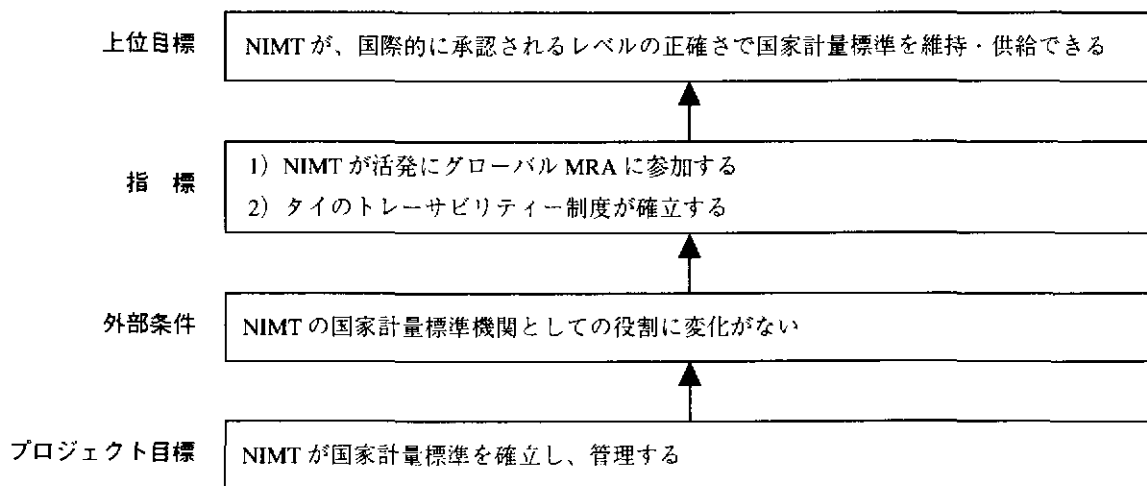 上位目標
NIMT が、国際的に承認されるレベルの正確さで国家計量標準を維持・供給できる
指 標
1）NIMT が活発にグローバル MRA に参加する
2）タイのトレーサビリティー制度が確立する
外部条件
NIMT の国家計量標準機関としての役割に変化がない
プロジェクト目標
NIMT が国家計量標準を確立し、管理する